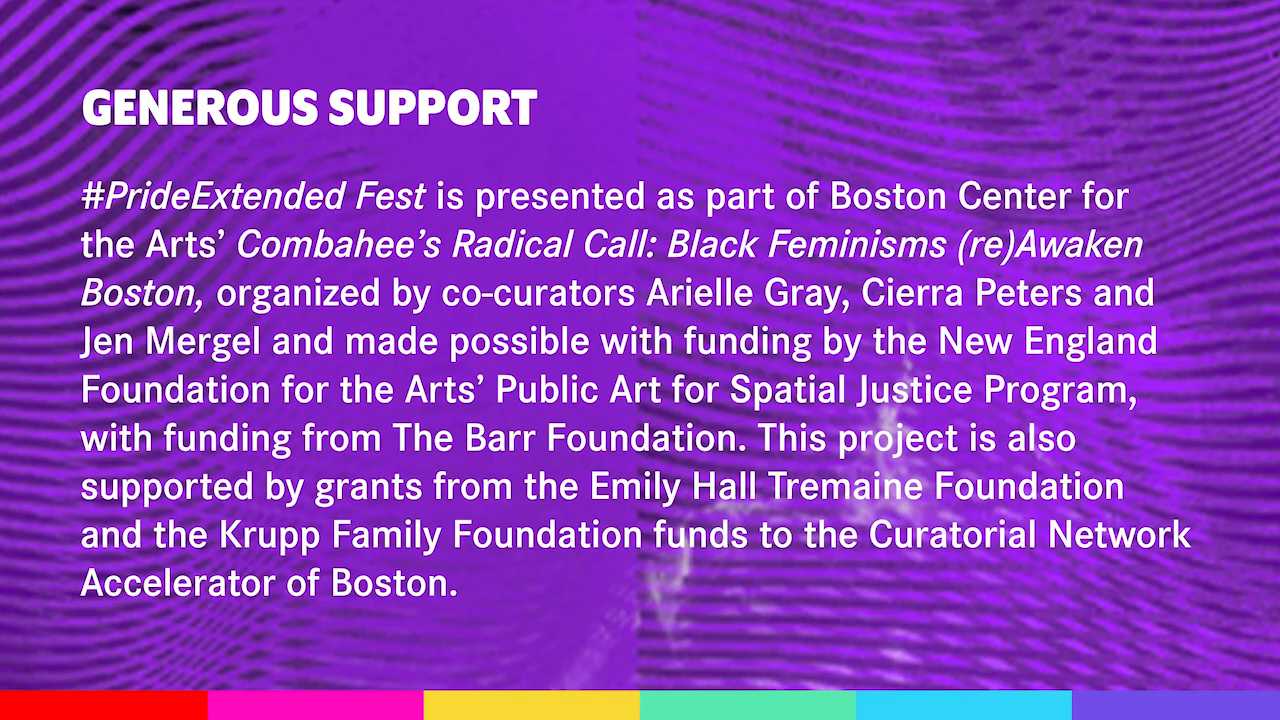 GENEROUS SUPPORT
#PrideExtended Fest is presented as part of Boston Center for
the Arts’ Combahee’s Radical Call: Black Feminisms (re)Awaken
Boston, organized by co-curators Arielle Gray, Cierra Peters and
Jen Mergel and made possible with funding by the New England
Foundation for the Arts’ Public Art for Spatial Justice Program,
with funding from The Barr Foundation. This project is also
supported by grants from the Emily Hall Tremaine Foundation
and the Krupp Family Foundation funds to the Curatorial Network
Accelerator of Boston.